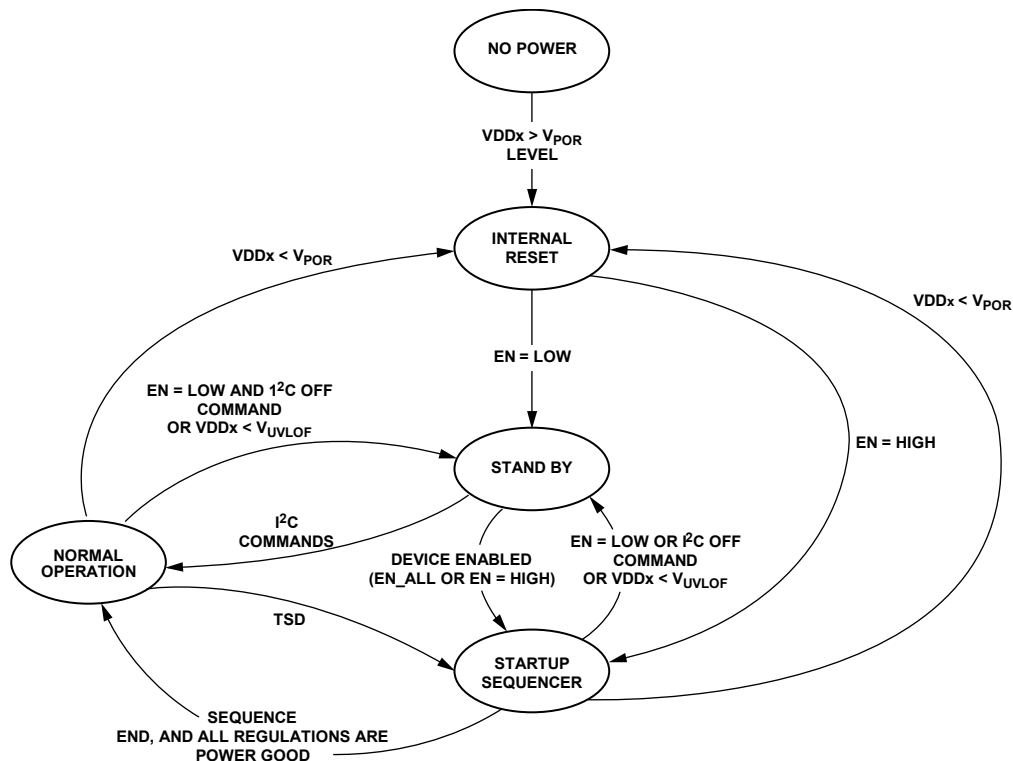 NO POWER
VDDx > VPOR
LEVEL
INTERNAL
RESET
VDDx < VPOR
VDDx < VPOR
EN = LOW
EN = LOW AND 1²C OFF
COMMAND
OR VDDx < VUVLOF
EN = HIGH
STAND BY
I²C
COMMANDS
DEVICE ENABLED
(EN_ALL OR EN = HIGH)
EN = LOW OR I²C OFF
COMMAND
OR VDDx < VUVLOF
NORMAL
OPERATION
TSD
STARTUP
SEQUENCER
SEQUENCE
END, AND ALL REGULATIONS ARE
POWER GOOD